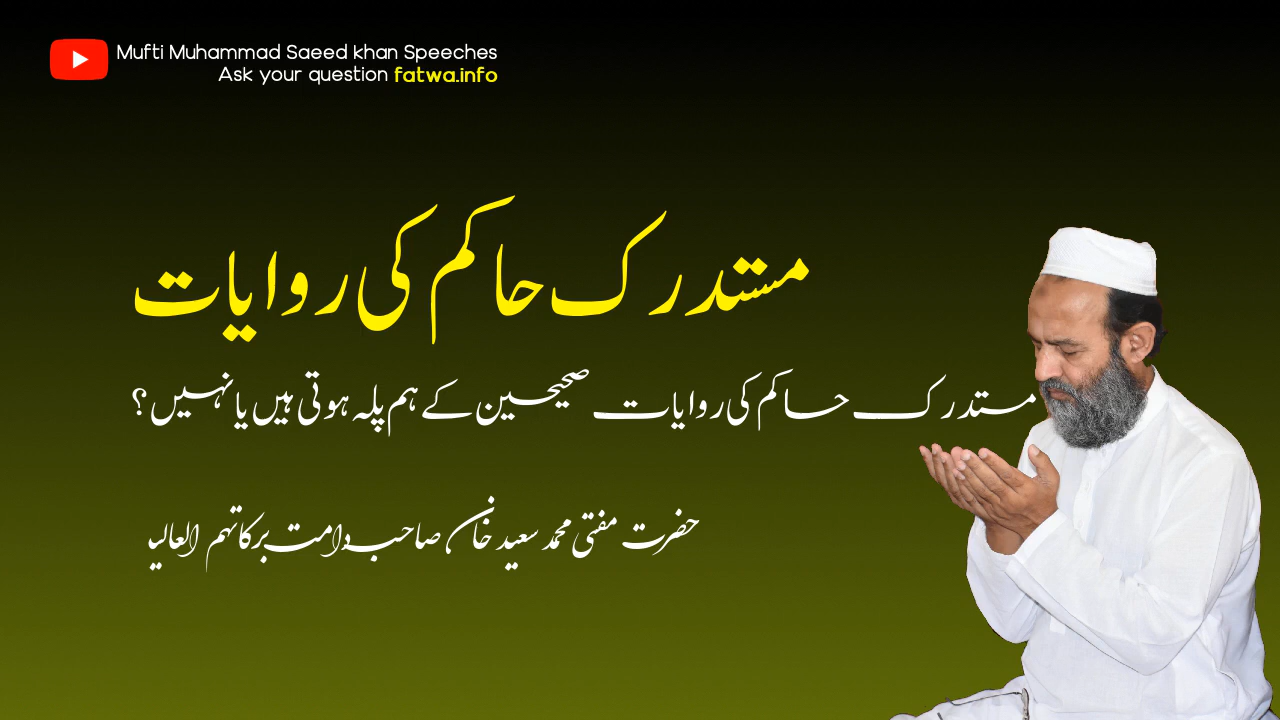 Mufti Muhammad Saeed khan Speeches
Ask your question fatwa.info
مستدرک حاکم کی روایات
مستدرک حاکم کی روایات صحیحین کے ہم پلہ ہوتی ہیں یا نہیں؟
حضرت مفتی محمد سعید خان صاحب دامت برکاتہم العالیہ